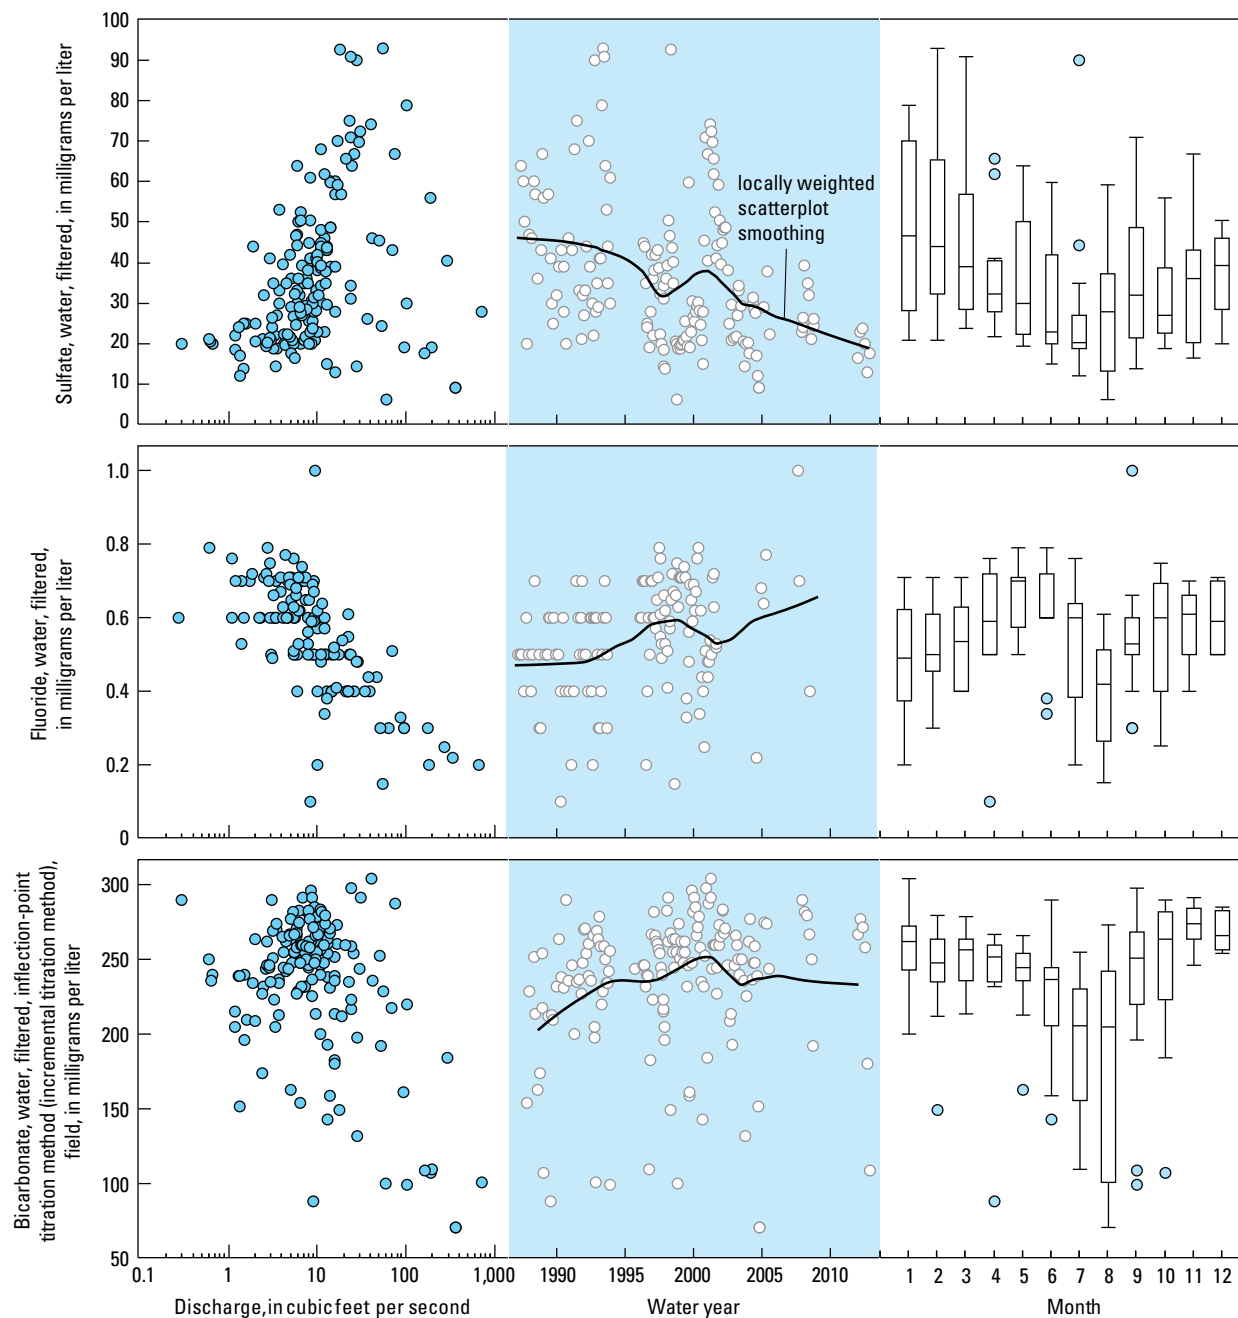 Sulfate, water, filtered, in milligrams per liter
100
90
80
70
60
50
40
30
20
10
0
locally weighted
scatterplot
smoothing
Fluoride, water, filtered,
in milligrams per liter
1.0
0.8
0.6
0.4
0.2
0
Bicarbonate, water, filtered, inflection-point
titration method (incremental titration method),
field, in milligrams per liter
300
250
200
150
100
50
0.1 1 10 100 1,000
1990 1995 2000 2005 2010
1 2 3 4 5 6 7 8 9 10 11 12
Discharge, in cubic feet per second
Water year
Month